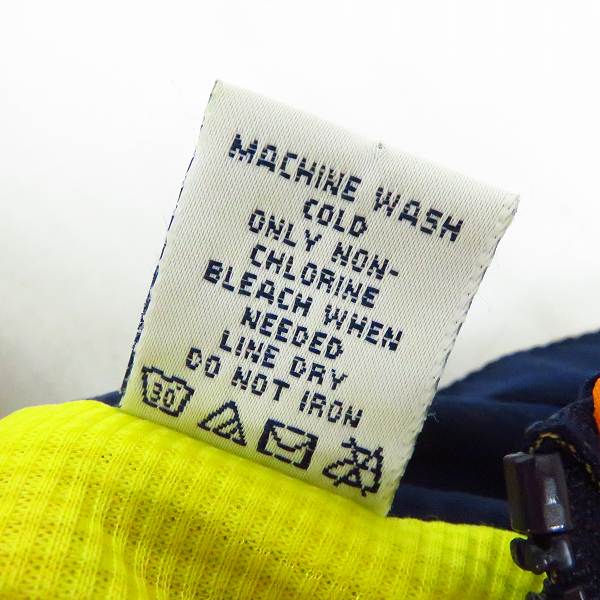 MACHINE WASH
COLD
ONLY NON-
CHLORINE
BLEACH WHEN
NEEDED
LINE DRY
DO NOT IRON
30